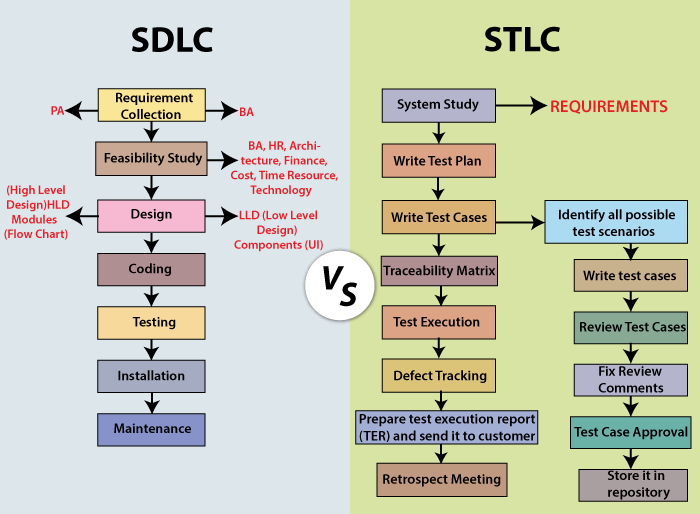 SDLC
Requirement
Collection
PA
BA
Feasibility Study
BA, HR, Archi-
tecture, Finance,
Cost, Time Resource,
Technology
(High Level
Design)HLD
Modules
(Flow Chart)
Design
LLD (Low Level
Design)
Components (UI)
Coding
Testing
Installation
Maintenance
VS
STLC
System Study
REQUIREMENTS
Write Test Plan
Write Test Cases
Identify all possible
test scenarios
Traceability Matrix
Write test cases
Test Execution
Review Test Cases
Defect Tracking
Fix Review
Comments
Prepare test execution report
(TER) and send it to customer
Test Case Approval
Retrospect Meeting
Store it in
repository